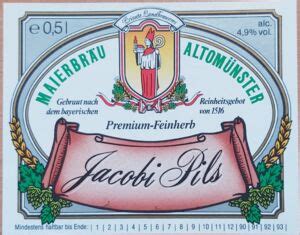 ℮ 0,5 l
alc.
4,9% vol.
MAIERBRÄU ALTOMÜNSTER
Gebraut nach
dem bayerischen
Reinheitsgebot
von 1516
Premium-Feinherb
Jacobi Pils
Mindestens haltbar bis Ende: | 1 | 2 | 3 | 4 | 5 | 6 | 7 | 8 | 9 | 10 | 11 | 12 | 90 | 91 | 92 | 93 |